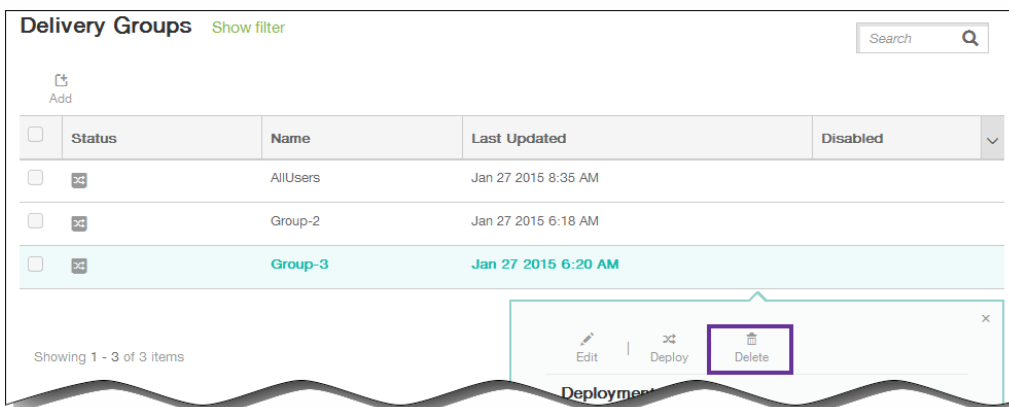 Delivery Groups Show filter
Search
Add
Status Name Last Updated Disabled
AllUsers Jan 27 2015 8:35 AM
Group-2 Jan 27 2015 6:18 AM
Group-3 Jan 27 2015 6:20 AM
Showing 1 - 3 of 3 items
Edit | Deploy Delete